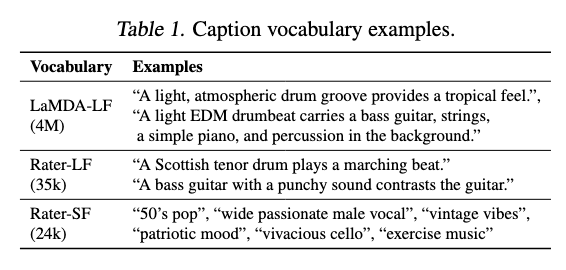 Table 1. Caption vocabulary examples.
Vocabulary Examples
LaMDA-LF (4M) “A light, atmospheric drum groove provides a tropical feel.”,
“A light EDM drumbeat carries a bass guitar, strings,
a simple piano, and percussion in the background.”
Rater-LF (35k) “A Scottish tenor drum plays a marching beat.”
“A bass guitar with a punchy sound contrasts the guitar.”
Rater-SF (24k) “50’s pop”, “wide passionate male vocal”, “vintage vibes”,
“patriotic mood”, “vivacious cello”, “exercise music”